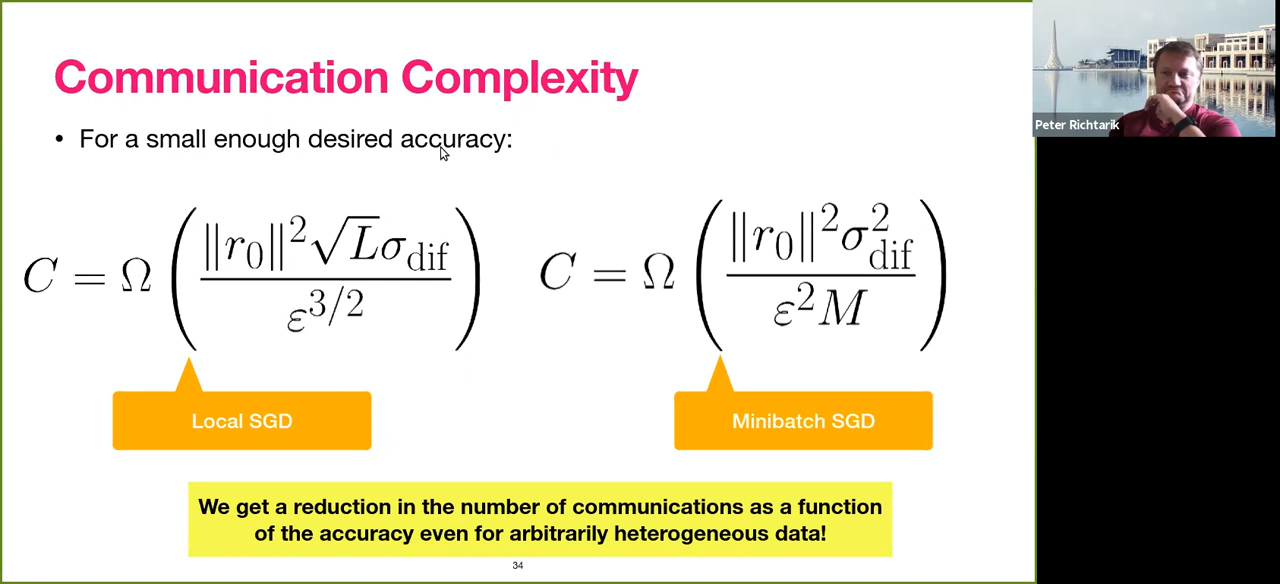 Communication Complexity
• For a small enough desired accuracy:
C = Ω ( ‖r₀‖² √L σ_dif / ε^{3/2} )
C = Ω ( ‖r₀‖² σ²_dif / ε² M )
Local SGD
Minibatch SGD
We get a reduction in the number of communications as a function
of the accuracy even for arbitrarily heterogeneous data!
34
Peter Richtarik